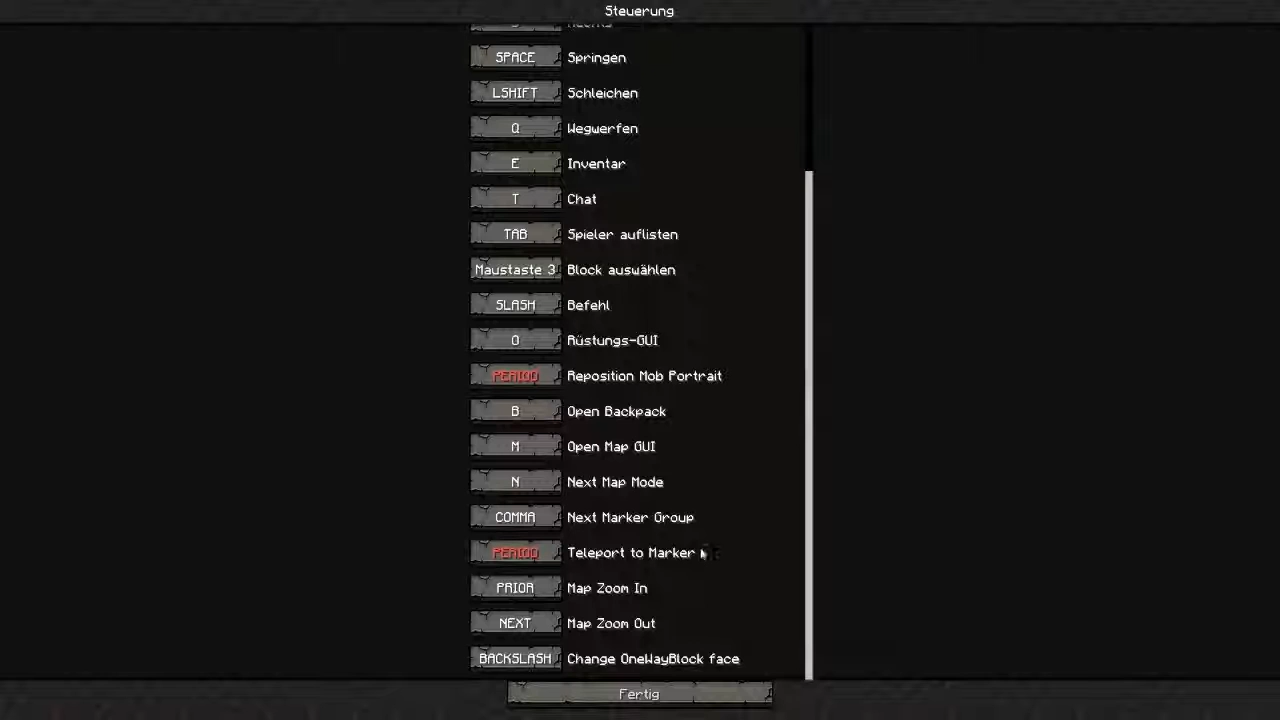 Steuerung
SPACE Springen
LSHIFT Schleichen
Q Wegwerfen
E Inventar
T Chat
TAB Spieler auflisten
Maustaste 3 Block auswählen
SLASH Befehl
O Rüstungs-GUI
PERIOD Reposition Mob Portrait
B Open Backpack
M Open Map GUI
N Next Map Mode
COMMA Next Marker Group
PERIOD Teleport to Marker
PRIOR Map Zoom In
NEXT Map Zoom Out
BACKSLASH Change OneWayBlock face
Fertig